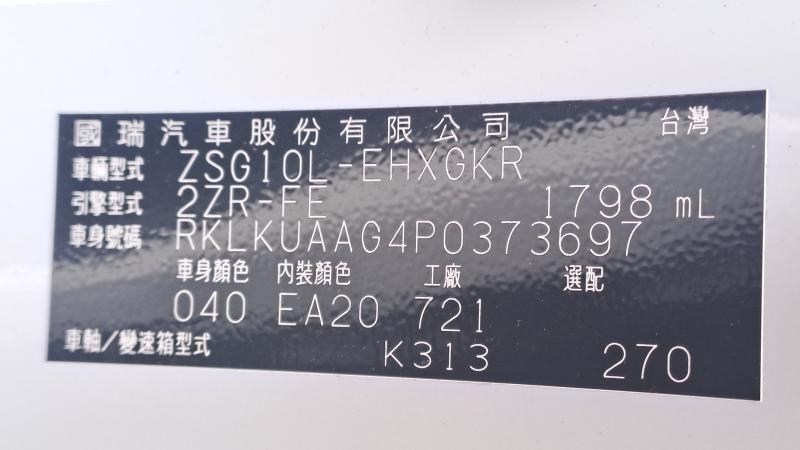 國瑞汽車股份有限公司 台灣
車輛型式 ZSG10L-EHXGKR
引擎型式 2ZR-FE 1798 mL
車身號碼 RKLKUAAG4P0373697
車身顏色 內裝顏色 工廠 選配
040 EA20 721
車軸/變速箱型式 K313 270